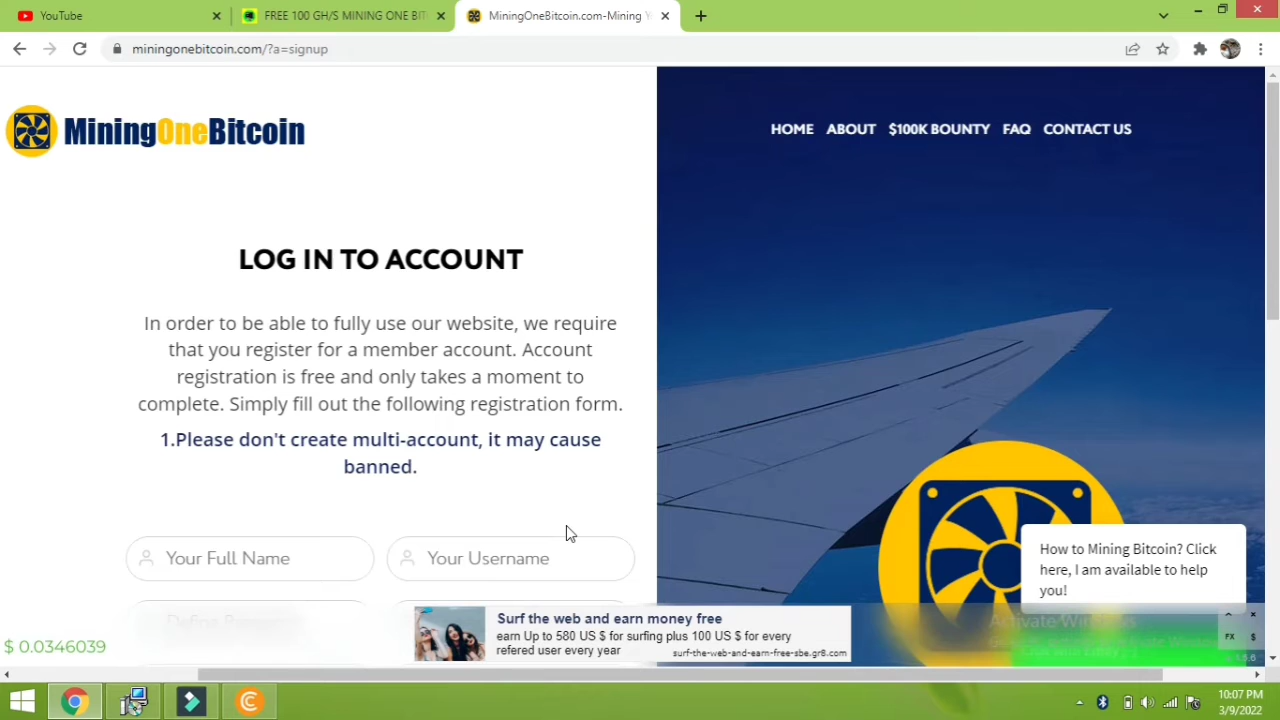 YouTube
FREE 100 GH/S MINING ONE BIT
MiningOneBitcoin.com-Mining Y
miningonebitcoin.com/?a=signup
MiningOneBitcoin
HOME ABOUT $100K BOUNTY FAQ CONTACT US
LOG IN TO ACCOUNT
In order to be able to fully use our website, we require
that you register for a member account. Account
registration is free and only takes a moment to
complete. Simply fill out the following registration form.
1.Please don't create multi-account, it may cause
banned.
Your Full Name
Your Username
How to Mining Bitcoin? Click
here, I am available to help
you!
Surf the web and earn money free
earn Up to 580 US $ for surfing plus 100 US $ for every
refered user every year
surf-the-web-and-earn-free-sbe.gr8.com
Activate Windows
FX $
v 1.5.6
$ 0.0346039
10:07 PM
3/9/2022